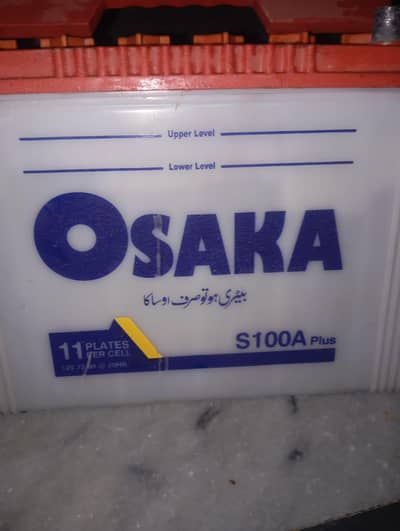 Upper Level
Lower Level
OSAKA
بیٹری ہو تو صرف اوساکا
11 PLATES
PER CELL
S100A Plus